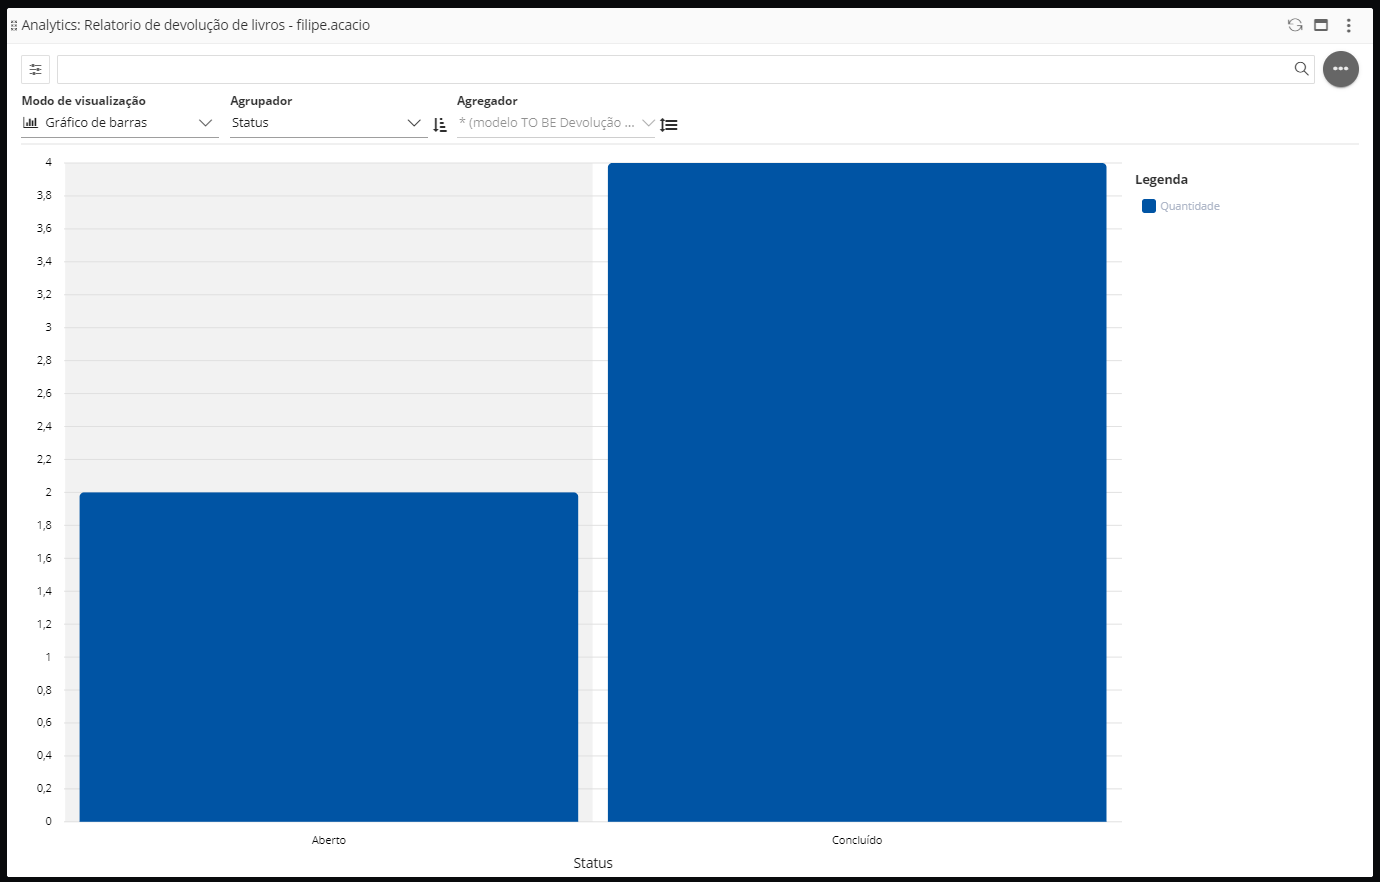 Analytics: Relatorio de devolução de livros - filipe.acacio
Modo de visualização
Agrupador
Agregador
Gráfico de barras
Status
* (modelo TO BE Devolução ...
4
3,8
3,6
3,4
3,2
3
2,8
2,6
2,4
2,2
2
1,8
1,6
1,4
1,2
1
0,8
0,6
0,4
0,2
0
Legenda
Quantidade
Aberto
Concluído
Status